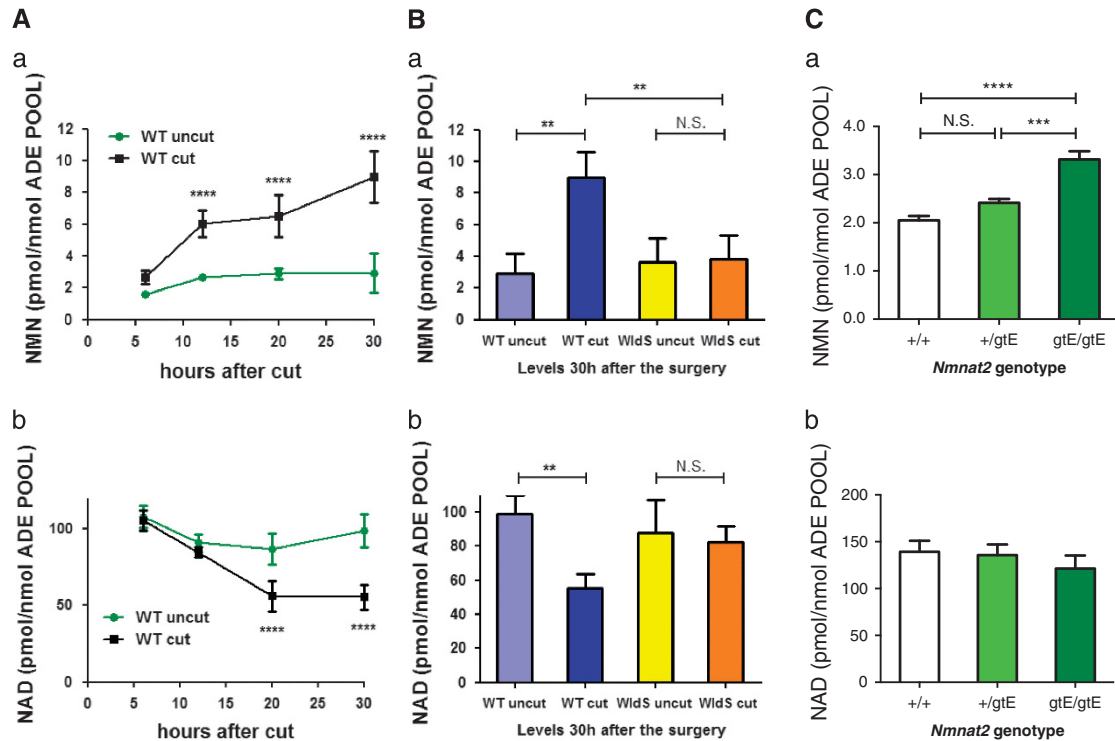 A
a
NMN (pmol/nmol ADE POOL)
12
10
8
6
4
2
0
WT uncut
WT cut
****
****
****
0
5
10
15
20
25
30
hours after cut
b
NAD (pmol/nmol ADE POOL)
100
50
0
WT uncut
WT cut
****
****
0
5
10
15
20
25
30
hours after cut
B
a
NMN (pmol/nmol ADE POOL)
12
10
8
6
4
2
0
**
**
N.S.
WT uncut
WT cut
WldS uncut
WldS cut
Levels 30h after the surgery
b
NAD (pmol/nmol ADE POOL)
100
80
60
40
20
0
**
N.S.
WT uncut
WT cut
WldS uncut
WldS cut
Levels 30h after the surgery
C
a
NMN (pmol/nmol ADE POOL)
4.0
3.0
2.0
1.0
0.0
****
N.S.
***
+/+
+/gtE
gtE/gtE
Nmnat2 genotype
b
NAD (pmol/nmol ADE POOL)
200
150
100
50
0
+/+
+/gtE
gtE/gtE
Nmnat2 genotype